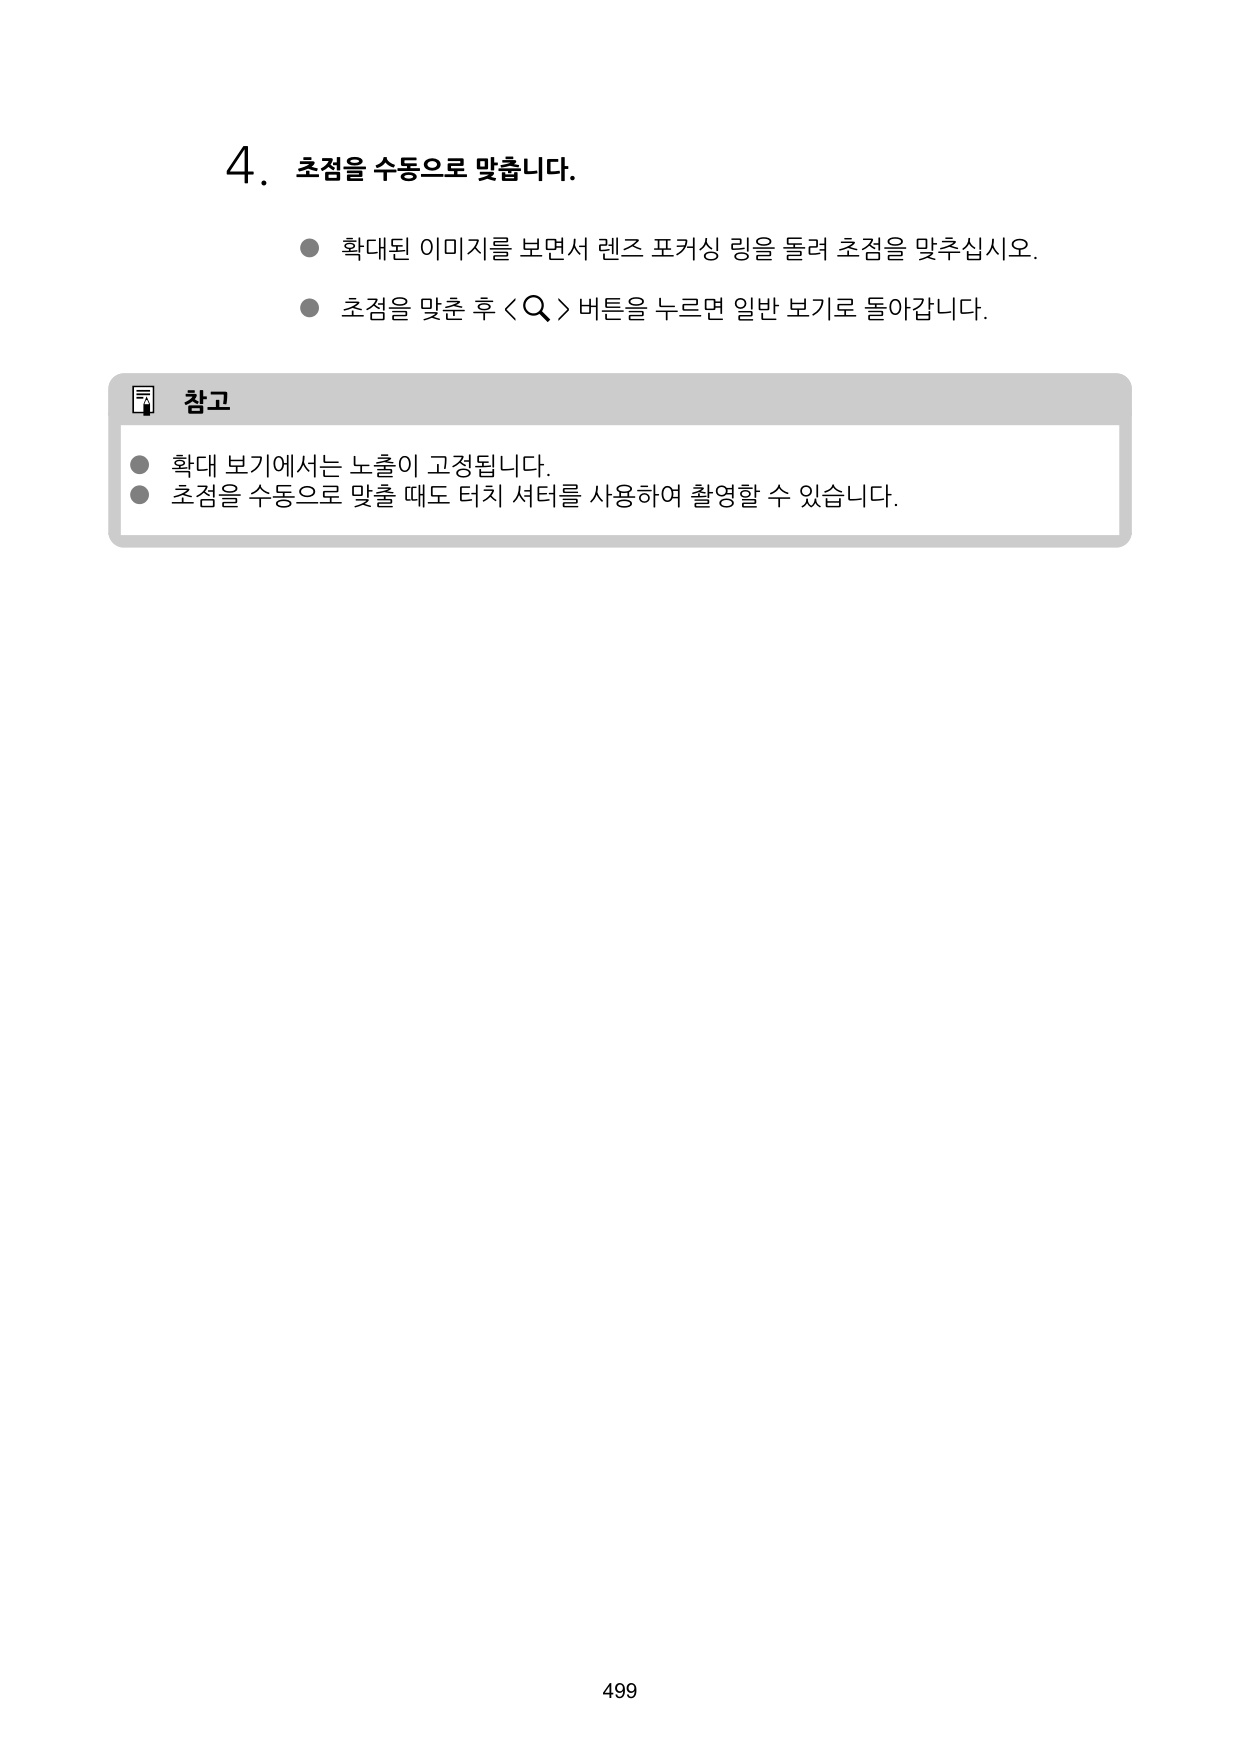 4. 초점을 수동으로 맞춥니다.
● 확대된 이미지를 보면서 렌즈 포커싱 링을 돌려 초점을 맞추십시오.
● 초점을 맞춘 후 < > 버튼을 누르면 일반 보기로 돌아갑니다.
참고
● 확대 보기에서는 노출이 고정됩니다.
● 초점을 수동으로 맞출 때도 터치 셔터를 사용하여 촬영할 수 있습니다.
499